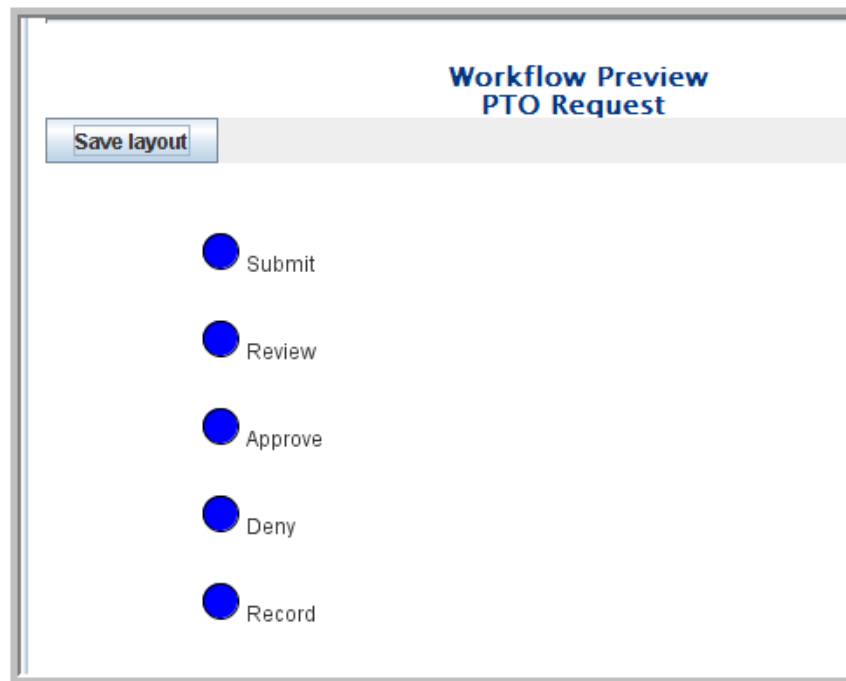 Workflow Preview
PTO Request
Save layout
Submit
Review
Approve
Deny
Record